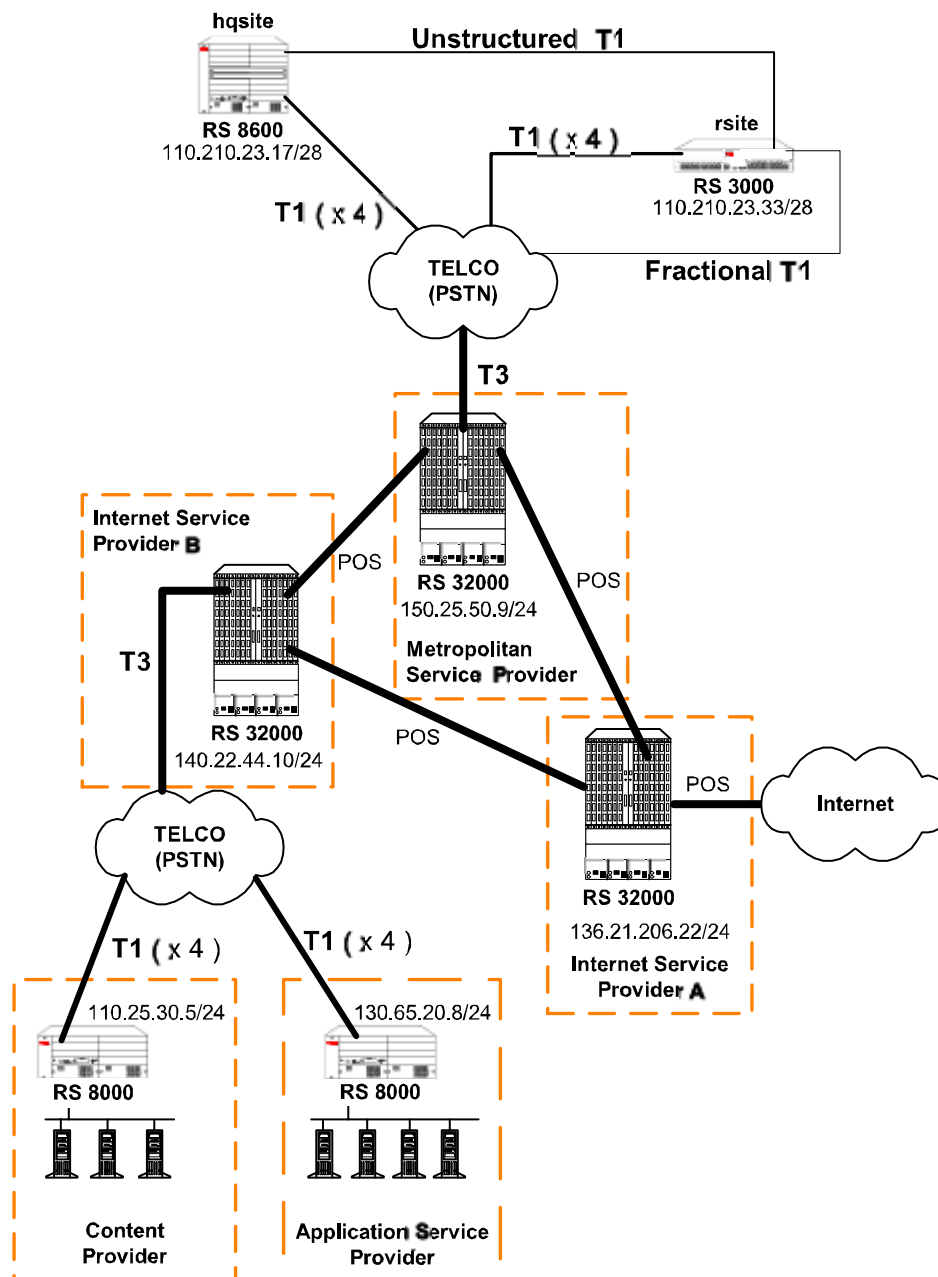 hqsite
Unstructured T1
RS 8600
110.210.23.17/28
rsite
T1 ( x 4 )
RS 3000
110.210.23.33/28
T1 ( x 4 )
TELCO
(PSTN)
Fractional T1
T3
Internet Service
Provider B
POS
RS 32000
150.25.50.9/24
POS
Metropolitan
Service Provider
T3
RS 32000
140.22.44.10/24
POS
POS
Internet
TELCO
(PSTN)
RS 32000
136.21.206.22/24
Internet Service
Provider A
T1 ( x 4 )
T1 ( x 4 )
110.25.30.5/24
RS 8000
130.65.20.8/24
RS 8000
Content
Provider
Application Service
Provider